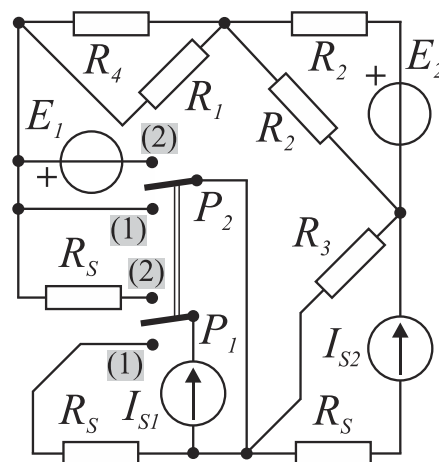 R4
R1
R2
E2
+
E1
+
(2)
R2
(1)
P2
RS
(2)
R3
P1
(1)
IS1
IS2
RS
RS